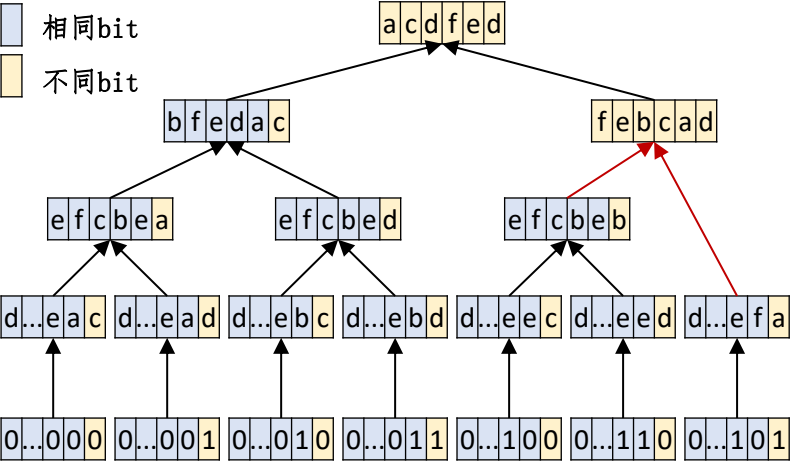 acdfed
相同bit
不同bit
bfedac
febcad
efcbea
efcbed
efcbeb
d...eac
d...ead
d...ebc
d...ebd
d...eec
d...eed
d...efa
0...000
0...001
0...010
0...011
0...100
0...110
0...101